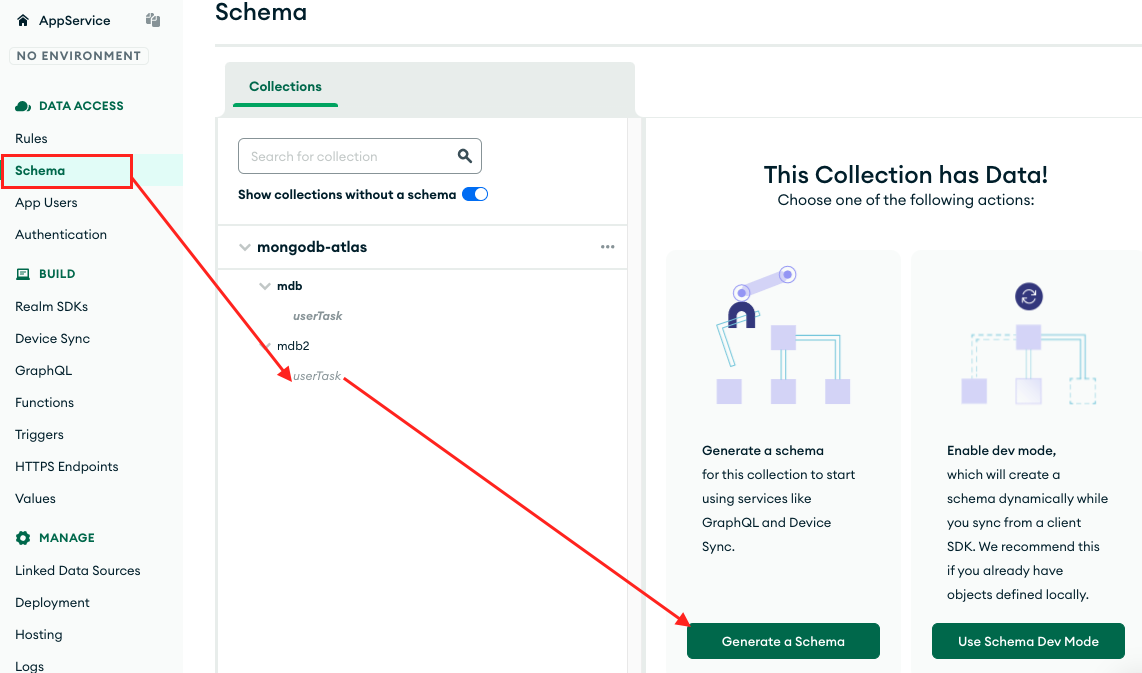 AppService
NO ENVIRONMENT
DATA ACCESS
Rules
Schema
App Users
Authentication
BUILD
Realm SDKs
Device Sync
GraphQL
Functions
Triggers
HTTPS Endpoints
Values
MANAGE
Linked Data Sources
Deployment
Hosting
Logs
Schema
Collections
Search for collection
Show collections without a schema
mongodb-atlas
mdb
userTask
mdb2
userTask
This Collection has Data!
Choose one of the following actions:
Generate a schema
for this collection to start
using services like
GraphQL and Device
Sync.
Generate a Schema
Enable dev mode,
which will create a
schema dynamically while
you sync from a client
SDK. We recommend this
if you already have
objects defined locally.
Use Schema Dev Mode